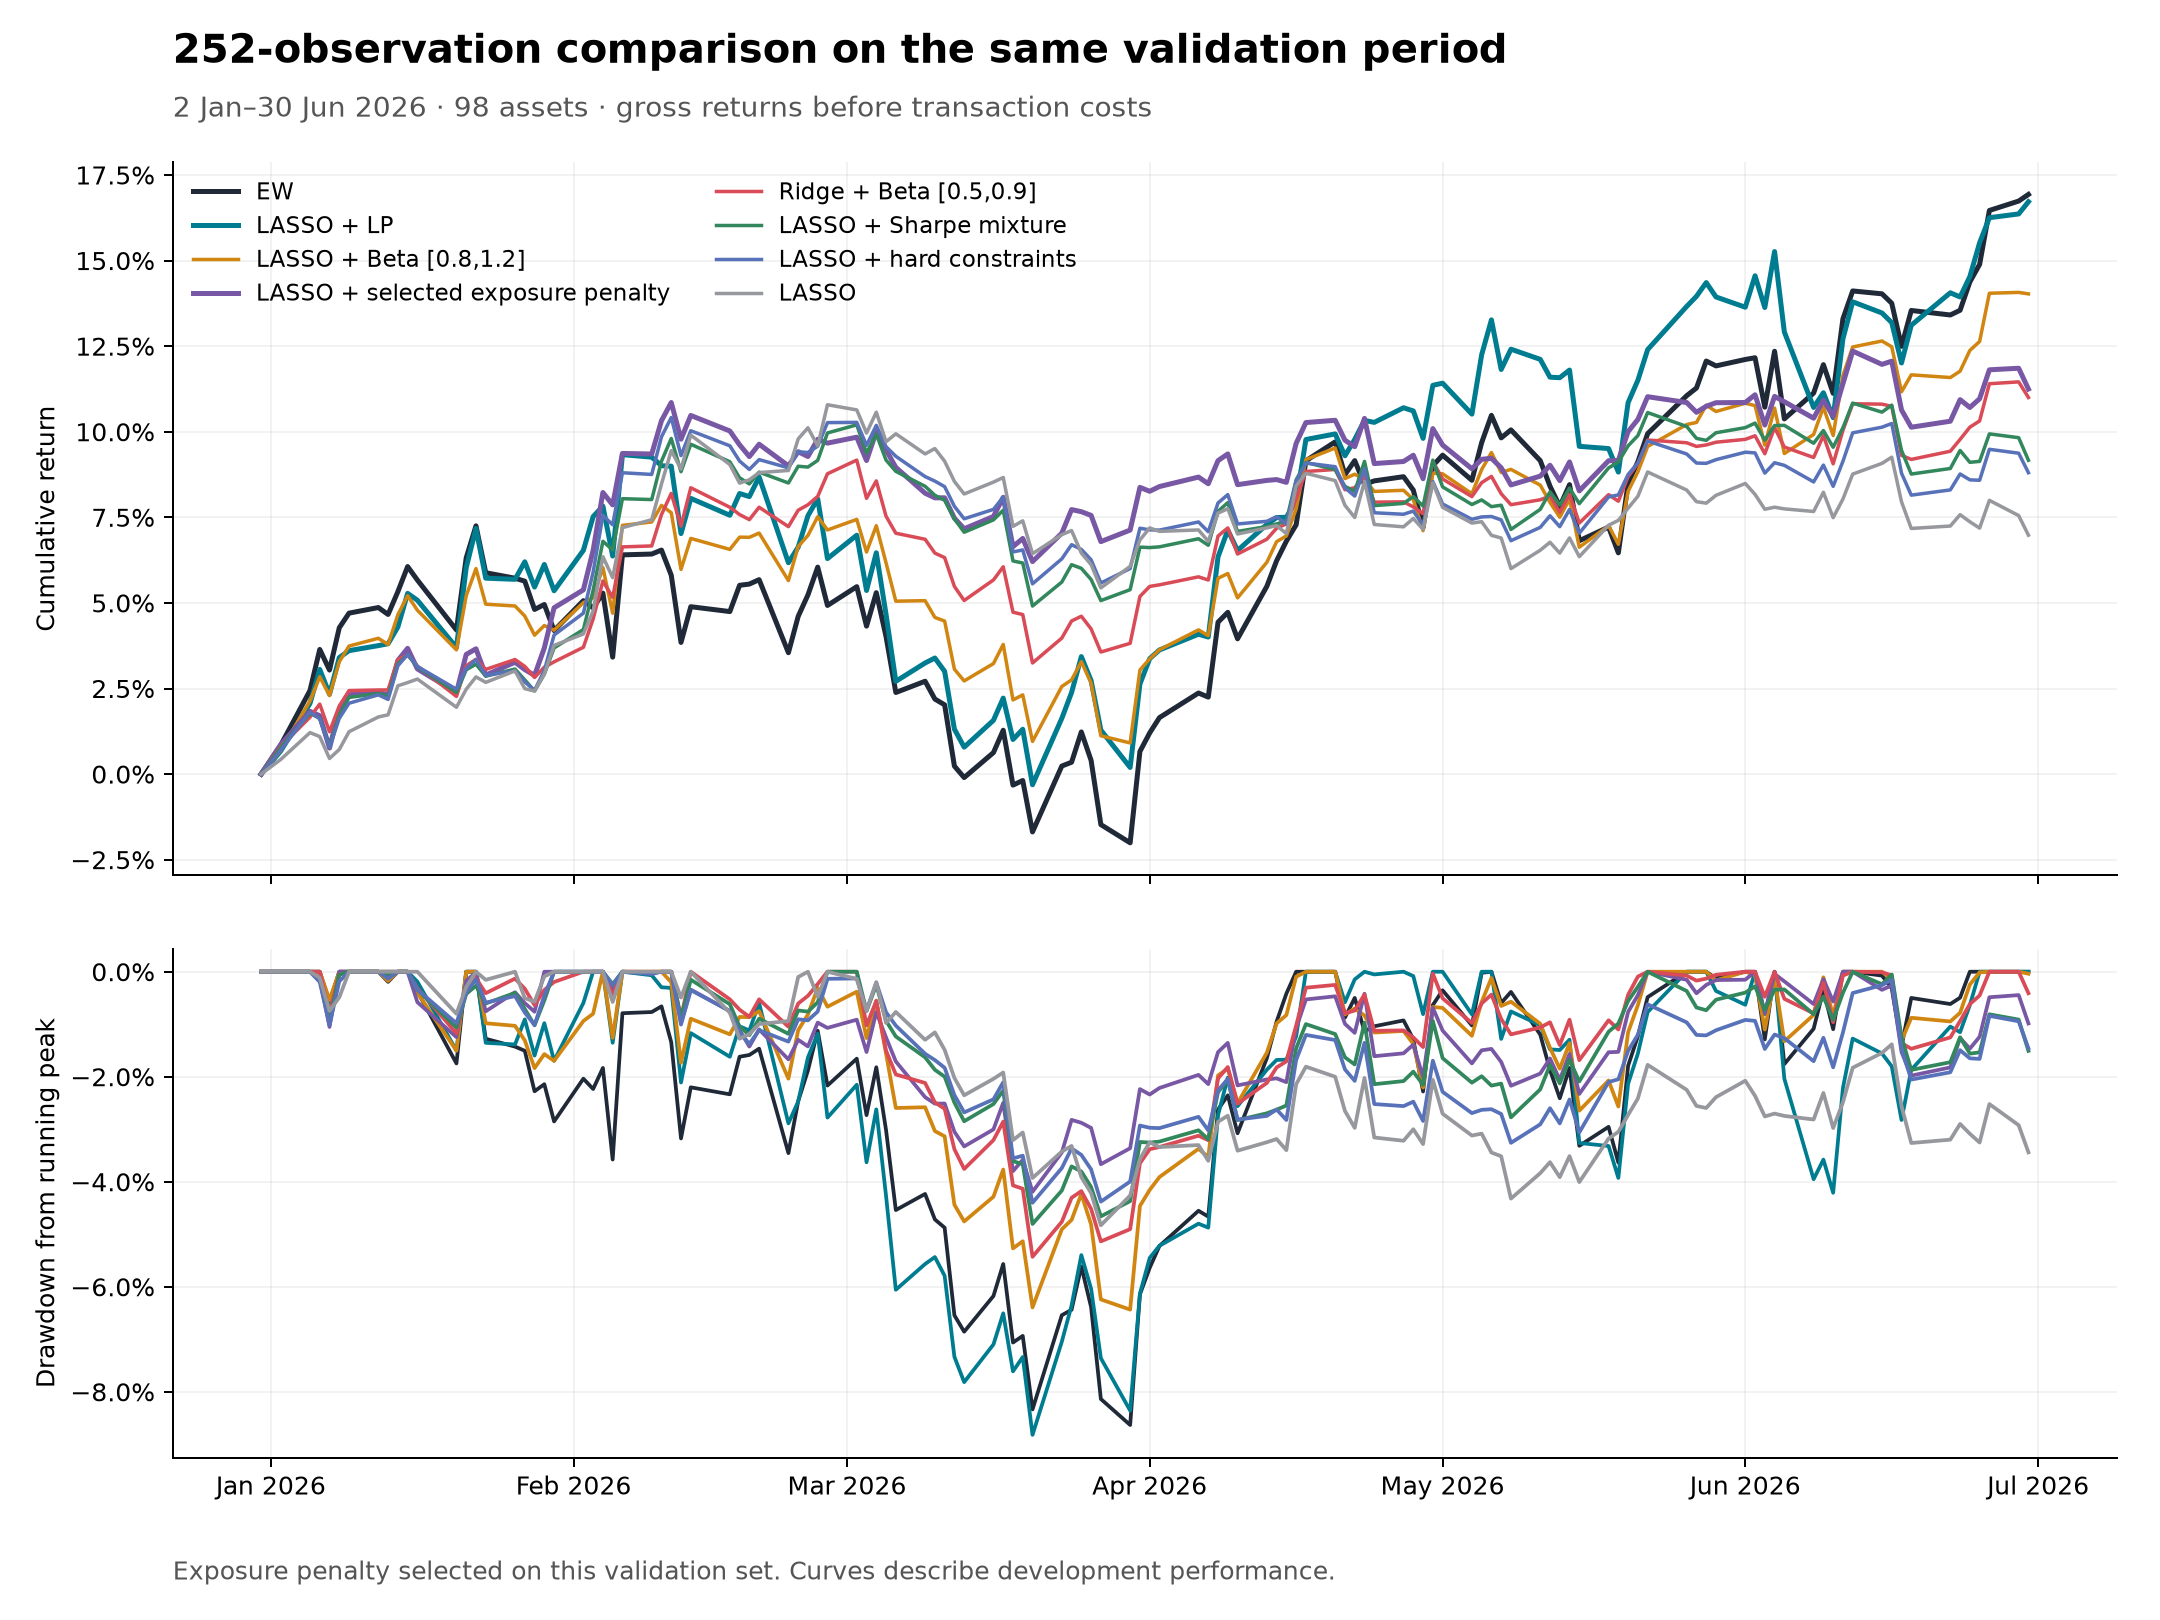 252-observation comparison on the same validation period
2 Jan–30 Jun 2026 · 98 assets · gross returns before transaction costs
Cumulative return
17.5%
15.0%
12.5%
10.0%
7.5%
5.0%
2.5%
0.0%
−2.5%
EW
LASSO + LP
LASSO + Beta [0.8,1.2]
LASSO + selected exposure penalty
Ridge + Beta [0.5,0.9]
LASSO + Sharpe mixture
LASSO + hard constraints
LASSO
Drawdown from running peak
0.0%
−2.0%
−4.0%
−6.0%
−8.0%
Jan 2026
Feb 2026
Mar 2026
Apr 2026
May 2026
Jun 2026
Jul 2026
Exposure penalty selected on this validation set. Curves describe development performance.